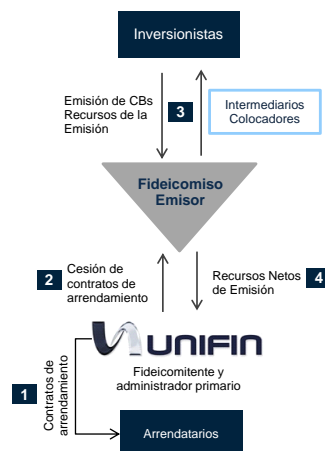 Inversionistas
Emisión de CBs
Recursos de la
Emisión
3
Intermediarios
Colocadores
Fideicomiso
Emisor
2
Cesión de
contratos de
arrendamiento
Recursos Netos
de Emisión
4
UNIFIN
Fideicomitente y
administrador primario
1
Contratos de
arrendamiento
Arrendatarios